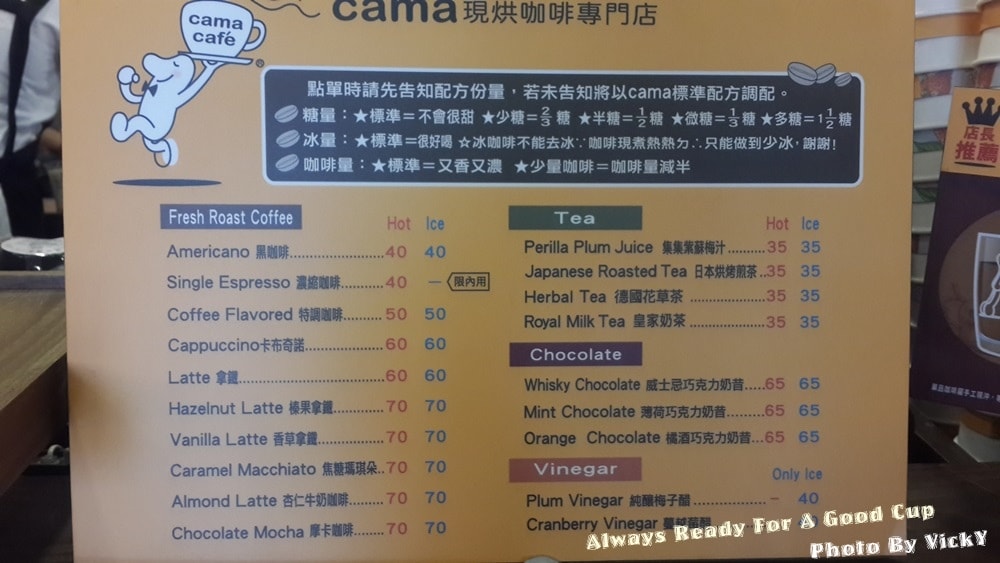 cama 現烘咖啡專門店
cama
café
®
點單時請先告知配方份量，若未告知將以cama標準配方調配。
糖量：★標準＝不會很甜 ★少糖＝2/3糖 ★半糖＝1/2糖 ★微糖＝1/3糖 ★多糖＝1 1/2糖
冰量：★標準＝很好喝 ☆冰咖啡不能去冰∵咖啡現煮熱熱ㄉ∴只能做到少冰，謝謝!
咖啡量：★標準＝又香又濃 ★少量咖啡＝咖啡量減半
Fresh Roast Coffee Hot Ice
Americano 黑咖啡 40 40
Single Espresso 濃縮咖啡 40 — 限內用
Coffee Flavored 特調咖啡 50 50
Cappuccino卡布奇諾 60 60
Latte 拿鐵 60 60
Hazelnut Latte 榛果拿鐵 70 70
Vanilla Latte 香草拿鐵 70 70
Caramel Macchiato 焦糖瑪琪朵 70 70
Almond Latte 杏仁牛奶咖啡 70 70
Chocolate Mocha 摩卡咖啡 70 70
Tea Hot Ice
Perilla Plum Juice 集集紫蘇梅汁 35 35
Japanese Roasted Tea 日本烘烤煎茶 35 35
Herbal Tea 德國花草茶 35 35
Royal Milk Tea 皇家奶茶 35 35
Chocolate
Whisky Chocolate 威士忌巧克力奶昔 65 65
Mint Chocolate 薄荷巧克力奶昔 65 65
Orange Chocolate 橘酒巧克力奶昔 65 65
Vinegar Only Ice
Plum Vinegar 純釀梅子醋 – 40
Cranberry Vinegar
店長
推薦
Always Ready For A Good Cup
Photo By VickY